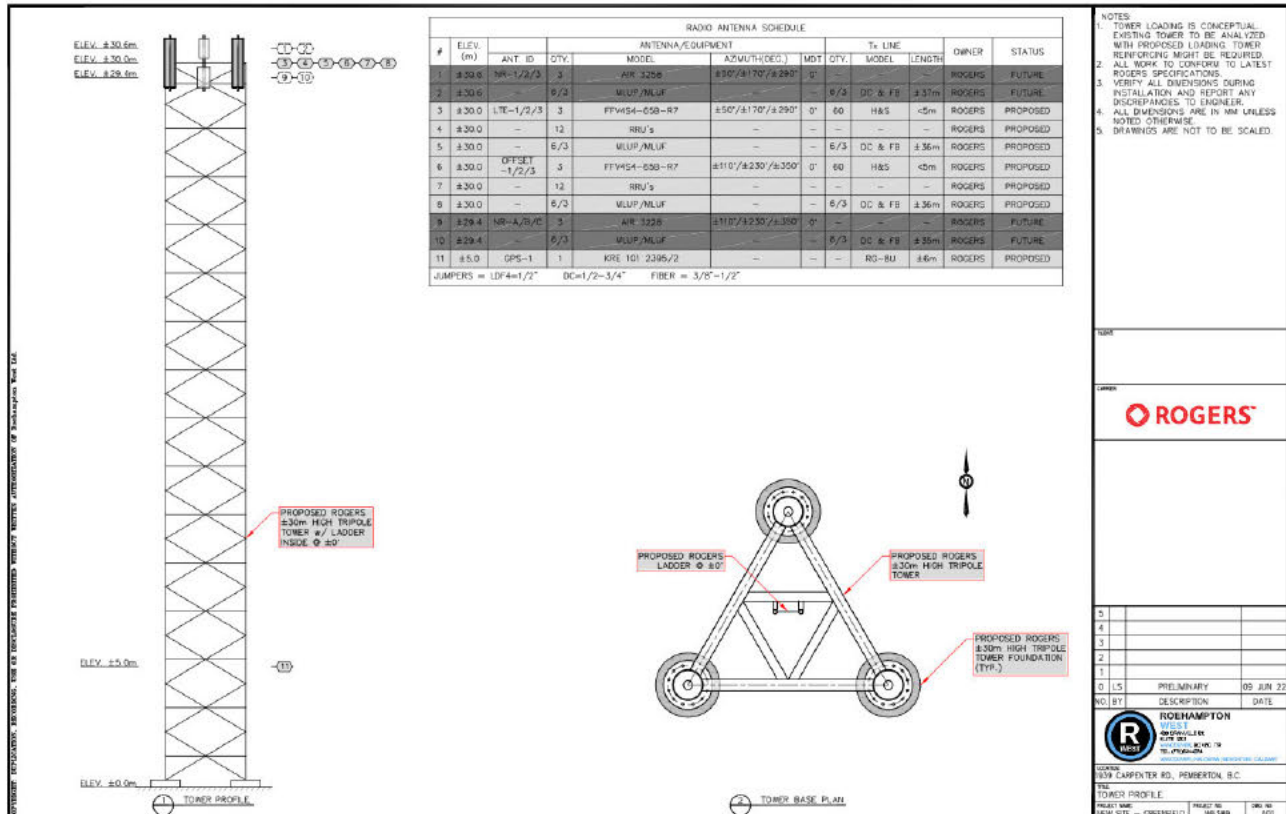 ELEV. ±30.6m
ELEV. ±30.0m
ELEV. ±29.4m
1 2
3 4 5 6 7 8
9 10
RADIO ANTENNA SCHEDULE
# ELEV. (m) ANTENNA/EQUIPMENT Tx LINE OWNER STATUS
ANT. ID QTY. MODEL AZIMUTH(DEG.) MDT QTY. MODEL LENGTH
1 ±30.6 NR-1/2/3 3 AIR 3258 ±50°/±170°/±290° 0° - - - ROGERS FUTURE
2 ±30.6 - 6/3 MLUP/MLUF - - 6/3 DC & FB ±37m ROGERS FUTURE
3 ±30.0 LTE-1/2/3 3 FFV4S4-65B-R7 ±50°/±170°/±290° 0° 60 H&S <5m ROGERS PROPOSED
4 ±30.0 - 12 RRU's - - - - - ROGERS PROPOSED
5 ±30.0 - 6/3 MLUP/MLUF - - 6/3 DC & FB ±36m ROGERS PROPOSED
6 ±30.0 OFFSET -1/2/3 3 FFV4S4-65B-R7 ±110°/±230°/±350° 0° 60 H&S <5m ROGERS PROPOSED
7 ±30.0 - 12 RRU's - - - - - ROGERS PROPOSED
8 ±30.0 - 6/3 MLUP/MLUF - - 6/3 DC & FB ±36m ROGERS PROPOSED
9 ±29.4 NR-A/B/C 3 AIR 3228 ±110°/±230°/±350° 0° - - - ROGERS FUTURE
10 ±29.4 - 6/3 MLUP/MLUF - - 6/3 DC & FB ±35m ROGERS FUTURE
11 ±5.0 GPS-1 1 KRE 101 2395/2 - - - RG-8U ±6m ROGERS PROPOSED
JUMPERS = LDF4=1/2" DC=1/2-3/4" FIBER = 3/8"-1/2"
NOTES:
1. TOWER LOADING IS CONCEPTUAL.
EXISTING TOWER TO BE ANALYZED
WITH PROPOSED LOADING. TOWER
REINFORCING MIGHT BE REQUIRED.
2. ALL WORK TO CONFORM TO LATEST
ROGERS SPECIFICATIONS.
3. VERIFY ALL DIMENSIONS DURING
INSTALLATION AND REPORT ANY
DISCREPANCIES TO ENGINEER.
4. ALL DIMENSIONS ARE IN MM UNLESS
NOTED OTHERWISE.
5. DRAWINGS ARE NOT TO BE SCALED.
CARRIER
ROGERS
PROPOSED ROGERS
±30m HIGH TRIPOLE
TOWER w/ LADDER
INSIDE @ ±0°
ELEV. ±5.0m
11
ELEV. ±0.0m
1 TOWER PROFILE
N
PROPOSED ROGERS
LADDER @ ±0°
PROPOSED ROGERS
±30m HIGH TRIPOLE
TOWER
PROPOSED ROGERS
±30m HIGH TRIPOLE
TOWER FOUNDATION
(TYP.)
2 TOWER BASE PLAN
5
4
3
2
1
0 LS PRELIMINARY 09 JUN 22
NO. BY DESCRIPTION DATE
R
WEST
ROEHAMPTON
WEST
LOCATION
1939 CARPENTER RD., PEMBERTON, B.C.
TITLE
TOWER PROFILE
PROJECT NAME
PROJECT NO.